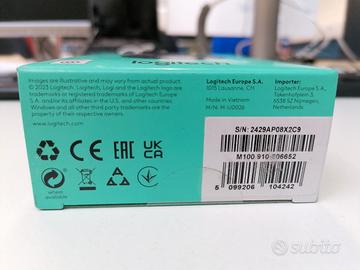 logitech
Images are illustrative and may vary from actual product.
© 2023 Logitech. Logitech, Logi and the Logitech logo are
trademarks or registered trademarks of Logitech Europe S.A.
and/or its affiliates in the U.S. and other countries.
Windows and all other third party trademarks are
the property of their respective owners.
www.logitech.com
Logitech Europe S.A.
1015 Lausanne, CH
Made in Vietnam
M/N: M-U0026
Importer:
Logitech Europe S.A.,
6538 SZ Nijmegen,
Netherlands
S/N: 2429AP08X2C9
M100 910-006652
5 099206 104242
CE EAC UK CA
where
available
subito